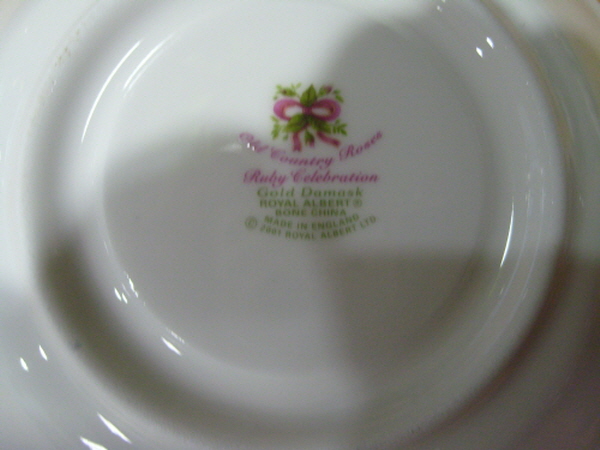 Old Country Roses
Ruby Celebration
Gold Damask
ROYAL ALBERT ®
BONE CHINA
MADE IN ENGLAND
© 2001 ROYAL ALBERT LTD.